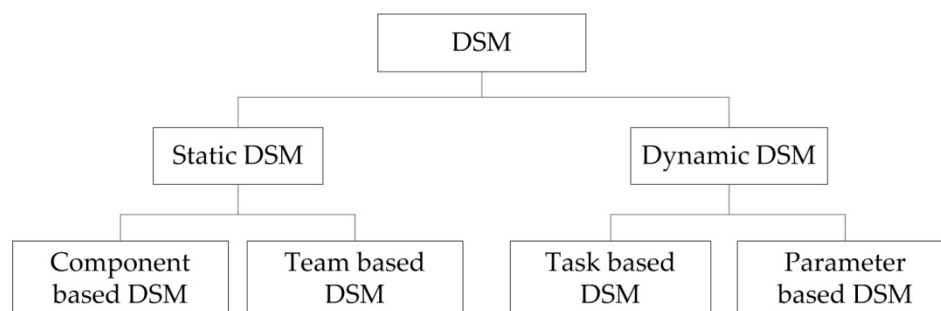 DSM
Static DSM
Dynamic DSM
Component
based DSM
Team based
DSM
Task based
DSM
Parameter
based DSM